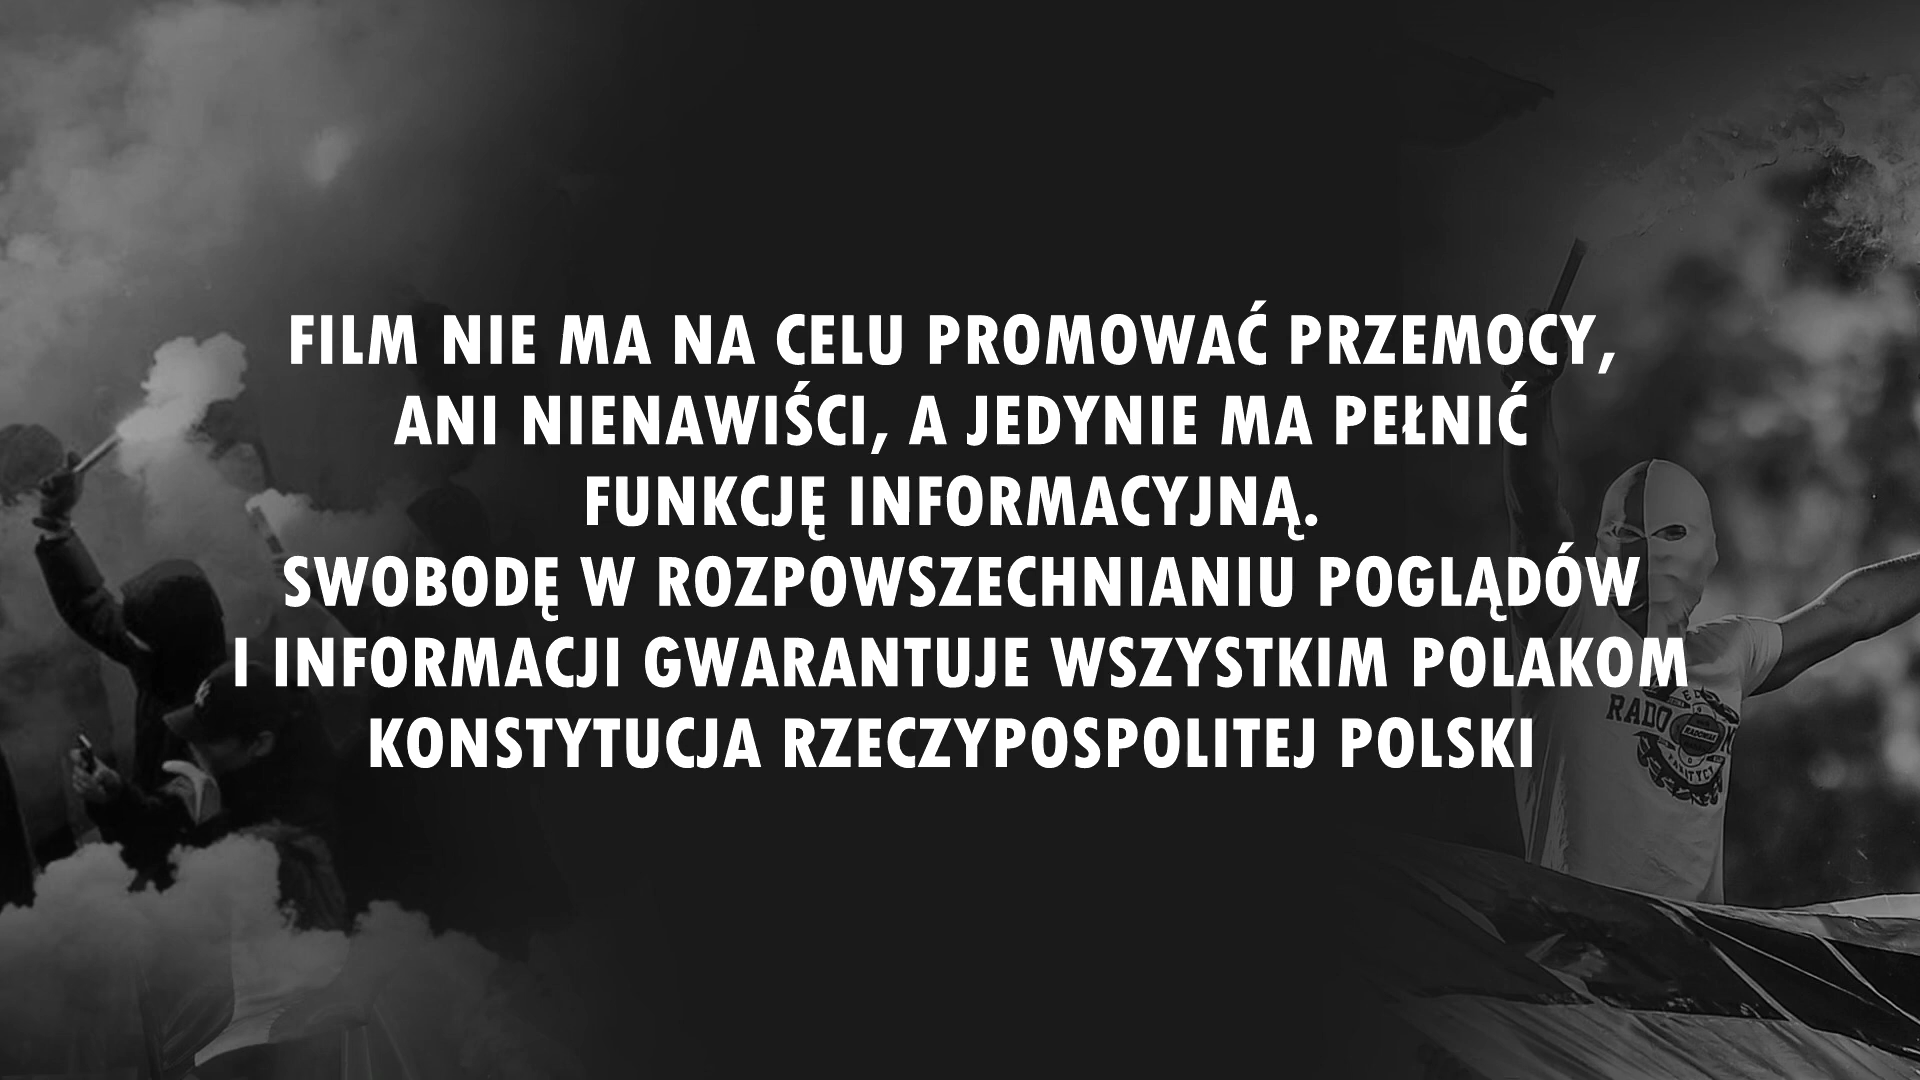 FILM NIE MA NA CELU PROMOWAĆ PRZEMOCY,
ANI NIENAWIŚCI, A JEDYNIE MA PEŁNIĆ
FUNKCJĘ INFORMACYJNĄ.
SWOBODĘ W ROZPOWSZECHNIANIU POGLĄDÓW
I INFORMACJI GWARANTUJE WSZYSTKIM POLAKOM
KONSTYTUCJA RZECZYPOSPOLITEJ POLSKI
RADO